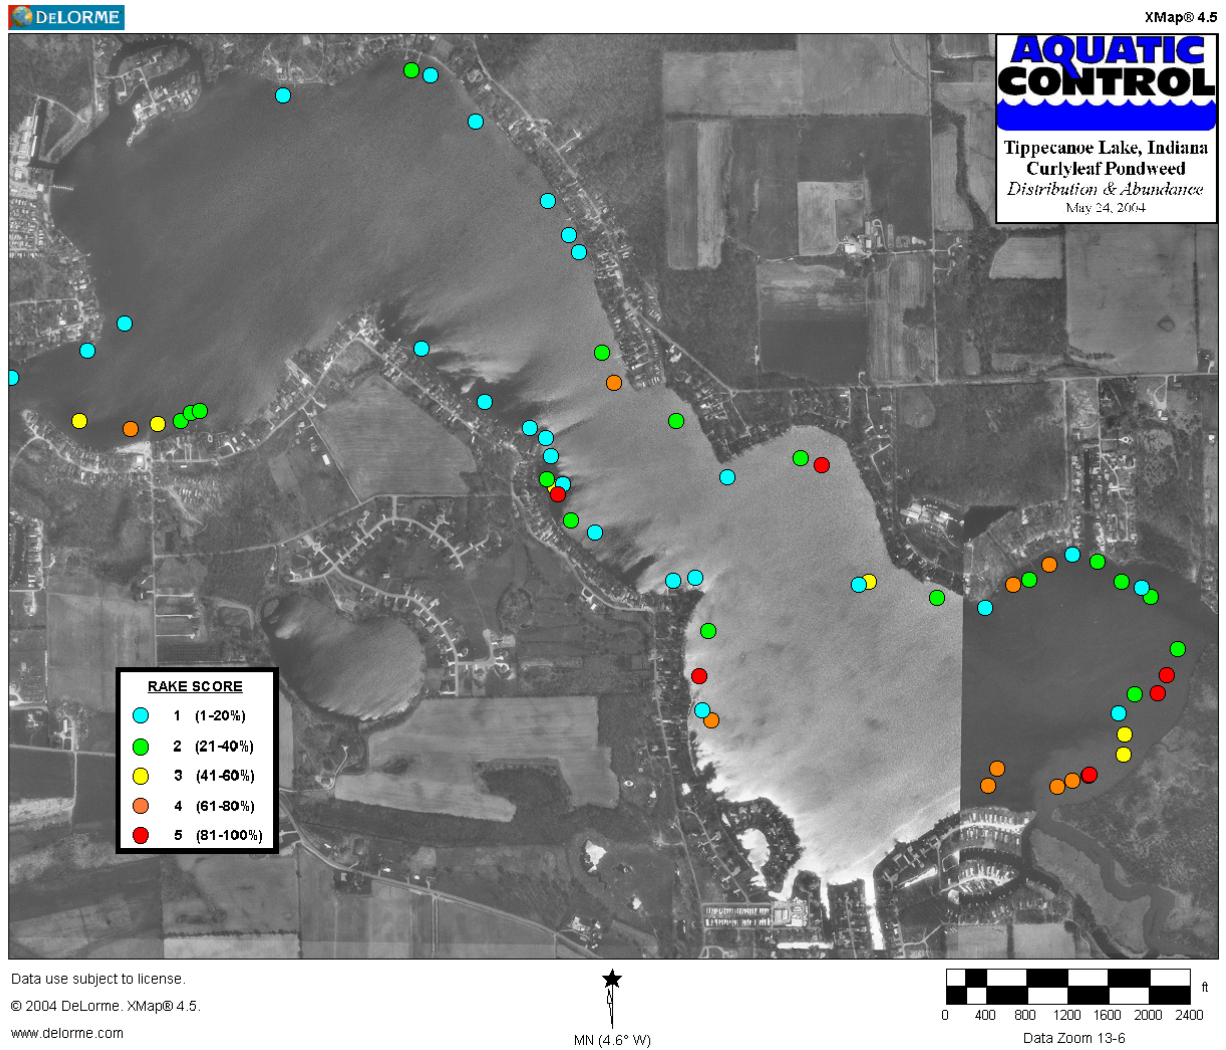 DELORME
XMap® 4.5
AQUATIC
CONTROL
Tippecanoe Lake, Indiana
Curlyleaf Pondweed
Distribution & Abundance
May 24, 2004
RAKE SCORE
1 (1-20%)
2 (21-40%)
3 (41-60%)
4 (61-80%)
5 (81-100%)
Data use subject to license.
© 2004 DeLorme. XMap® 4.5.
www.delorme.com
MN (4.6° W)
ft
0 400 800 1200 1600 2000 2400
Data Zoom 13-6